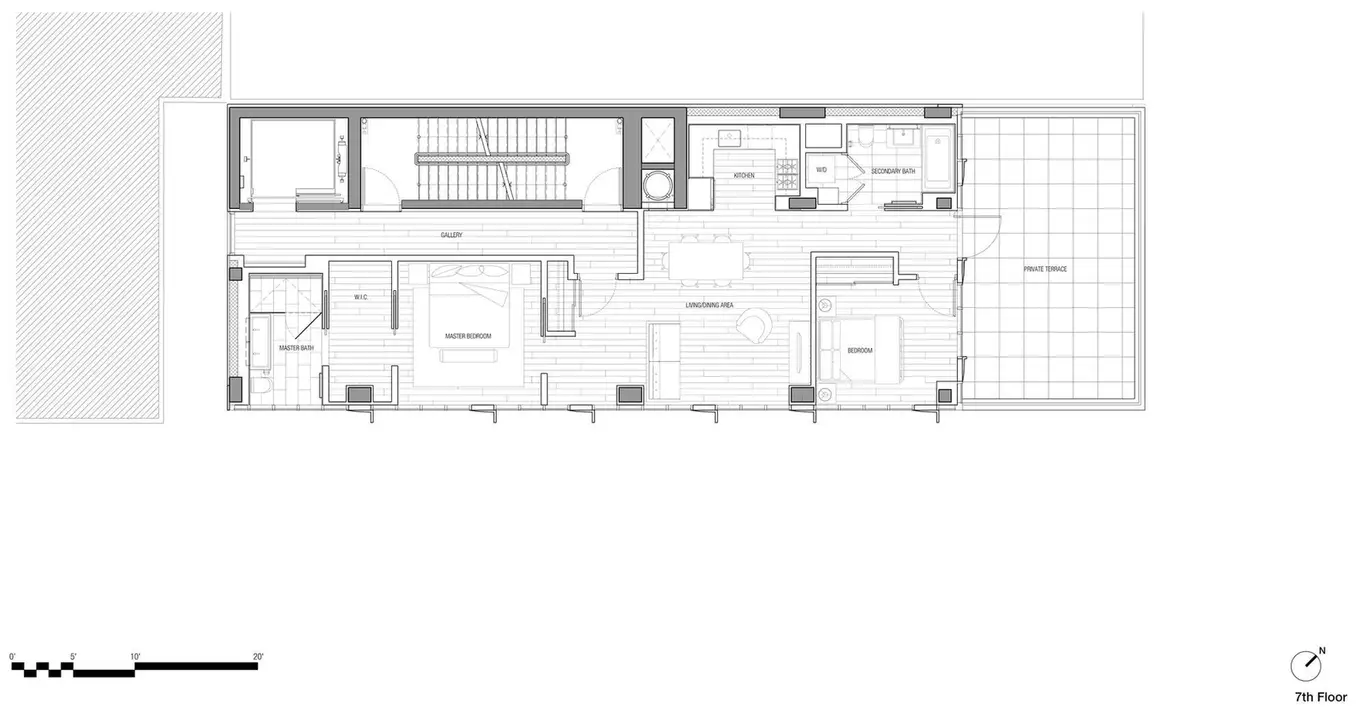 KITCHEN
W/D
SECONDARY BATH
GALLERY
PRIVATE TERRACE
W.I.C.
LIVING/DINING AREA
MASTER BEDROOM
MASTER BATH
BEDROOM
0' 5' 10' 20'
N
7th Floor